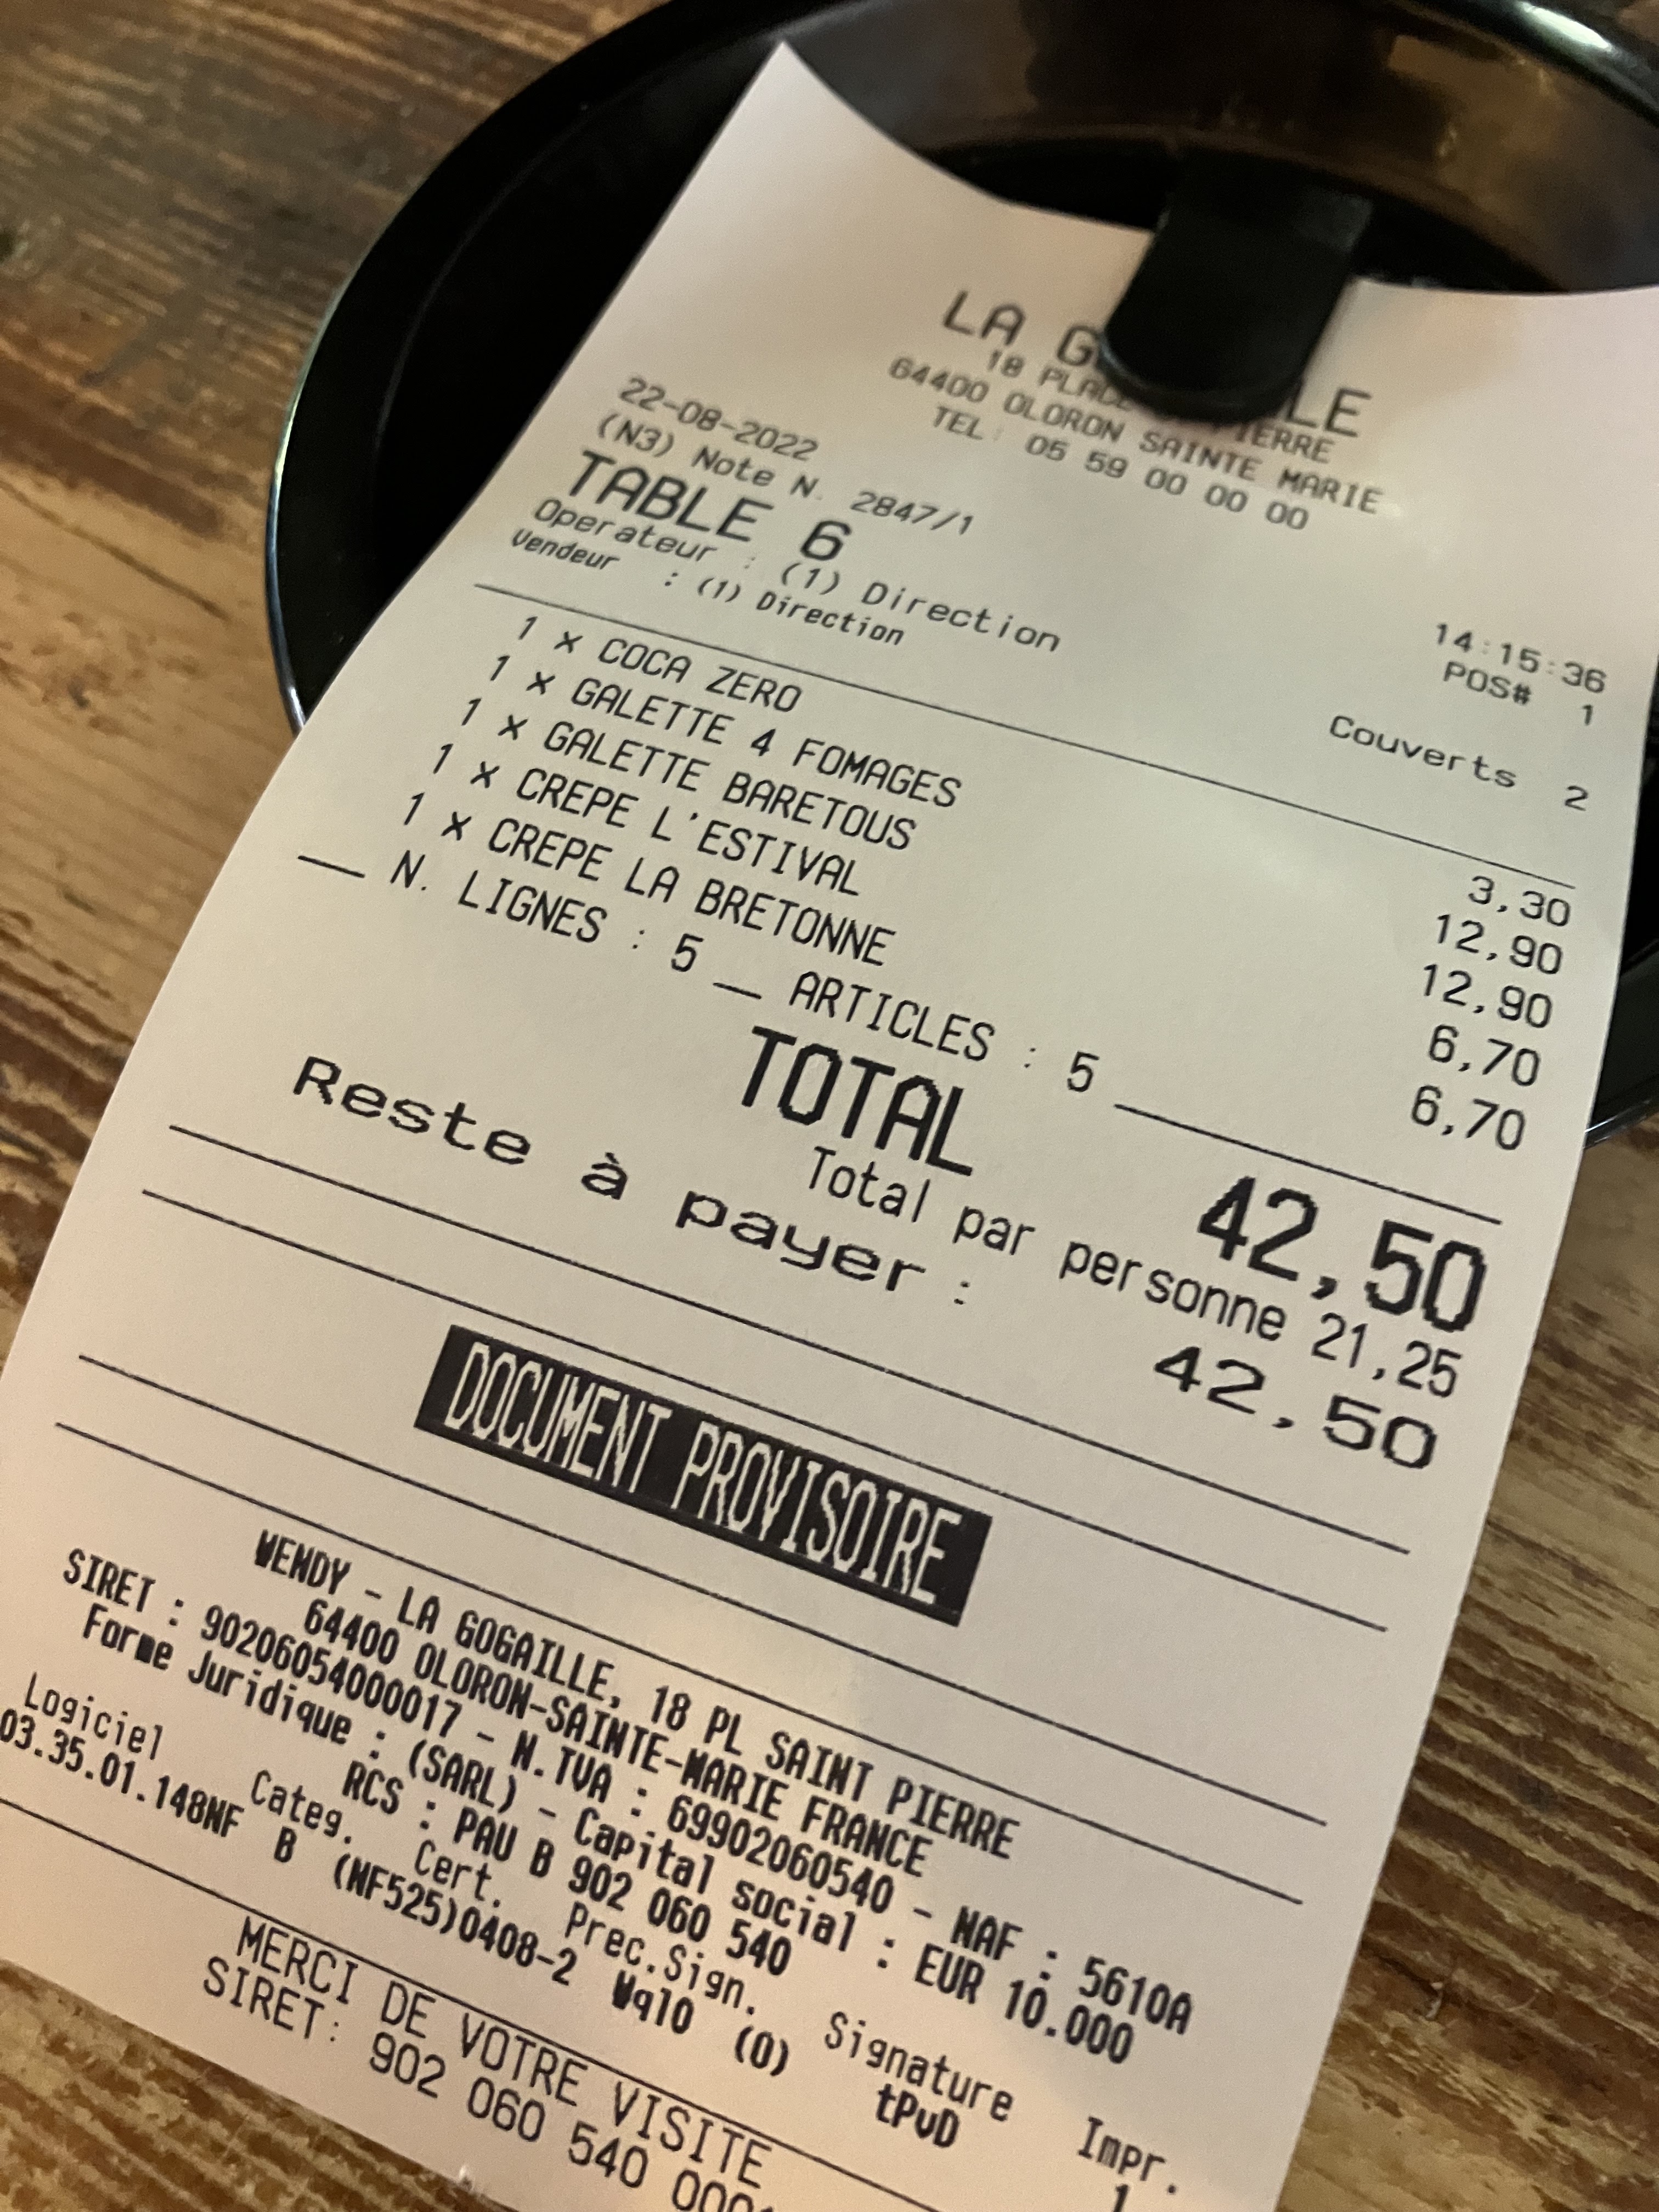 LA G LE
18 PLACE IERRE
64400 OLORON SAINTE MARIE
TEL: 05 59 00 00 00
22-08-2022 14:15:36
(N3) Note N. 2847/1 POS# 1
TABLE 6 Couverts 2
Operateur : (1) Direction
Vendeur : (1) Direction
1 x COCA ZERO 3,30
1 x GALETTE 4 FOMAGES 12,90
1 x GALETTE BARETOUS 12,90
1 x CREPE L'ESTIVAL 6,70
1 x CREPE LA BRETONNE 6,70
__ N. LIGNES : 5 __ ARTICLES : 5 __
TOTAL 42,50
Total par personne 21,25
Reste à payer : 42,50
DOCUMENT PROVISOIRE
WENDY - LA GOGAILLE, 18 PL SAINT PIERRE
64400 OLORON-SAINTE-MARIE FRANCE
SIRET : 90206054000017 - N.TVA : 69902060540 - NAF : 5610A
Forme Juridique : (SARL) - Capital social : EUR 10.000
RCS : PAU B 902 060 540
Logiciel Categ. Cert. Prec.Sign. Signature Impr.
03.35.01.148NF B (NF525)0408-2 Wq10 (0) tPvD 1
MERCI DE VOTRE VISITE
SIRET: 902 060 540